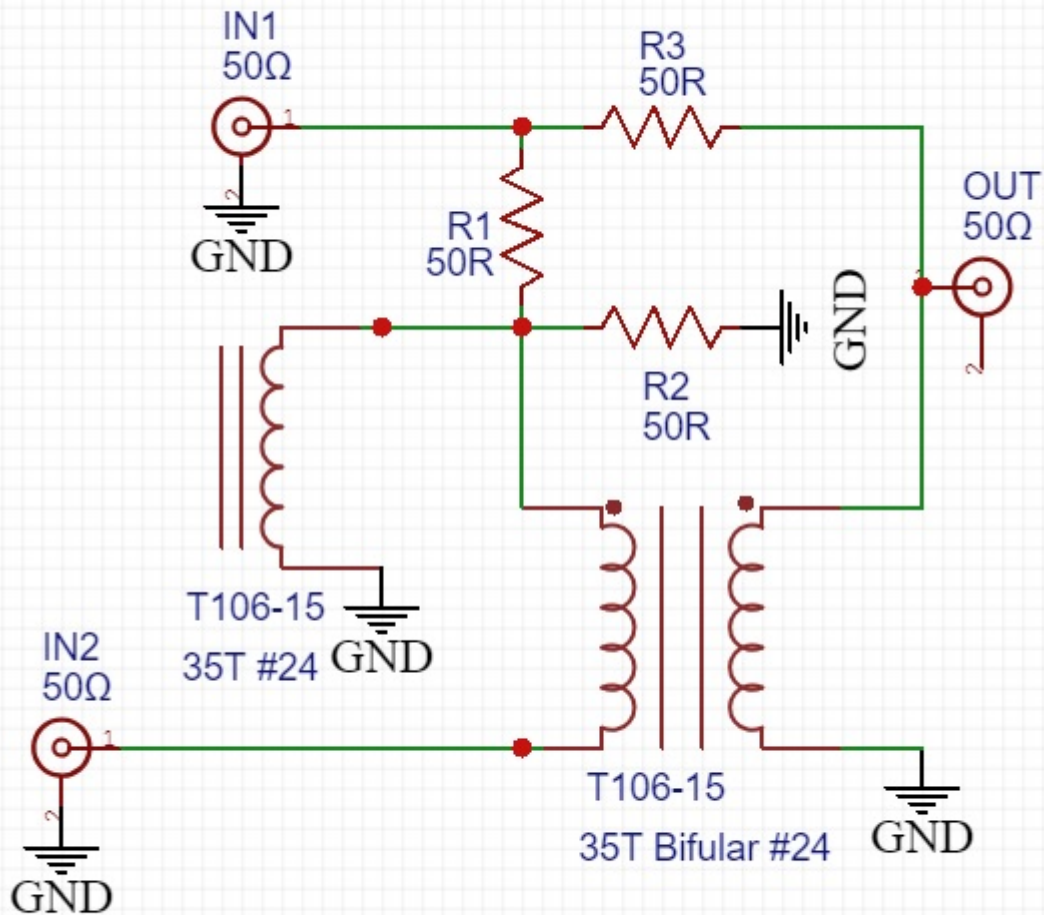 IN1
50Ω
1
2
GND
R3
50R
R1
50R
OUT
50Ω
2
GND
R2
50R
T106-15
35T #24
GND
IN2
50Ω
1
2
GND
T106-15
35T Bifular #24
GND